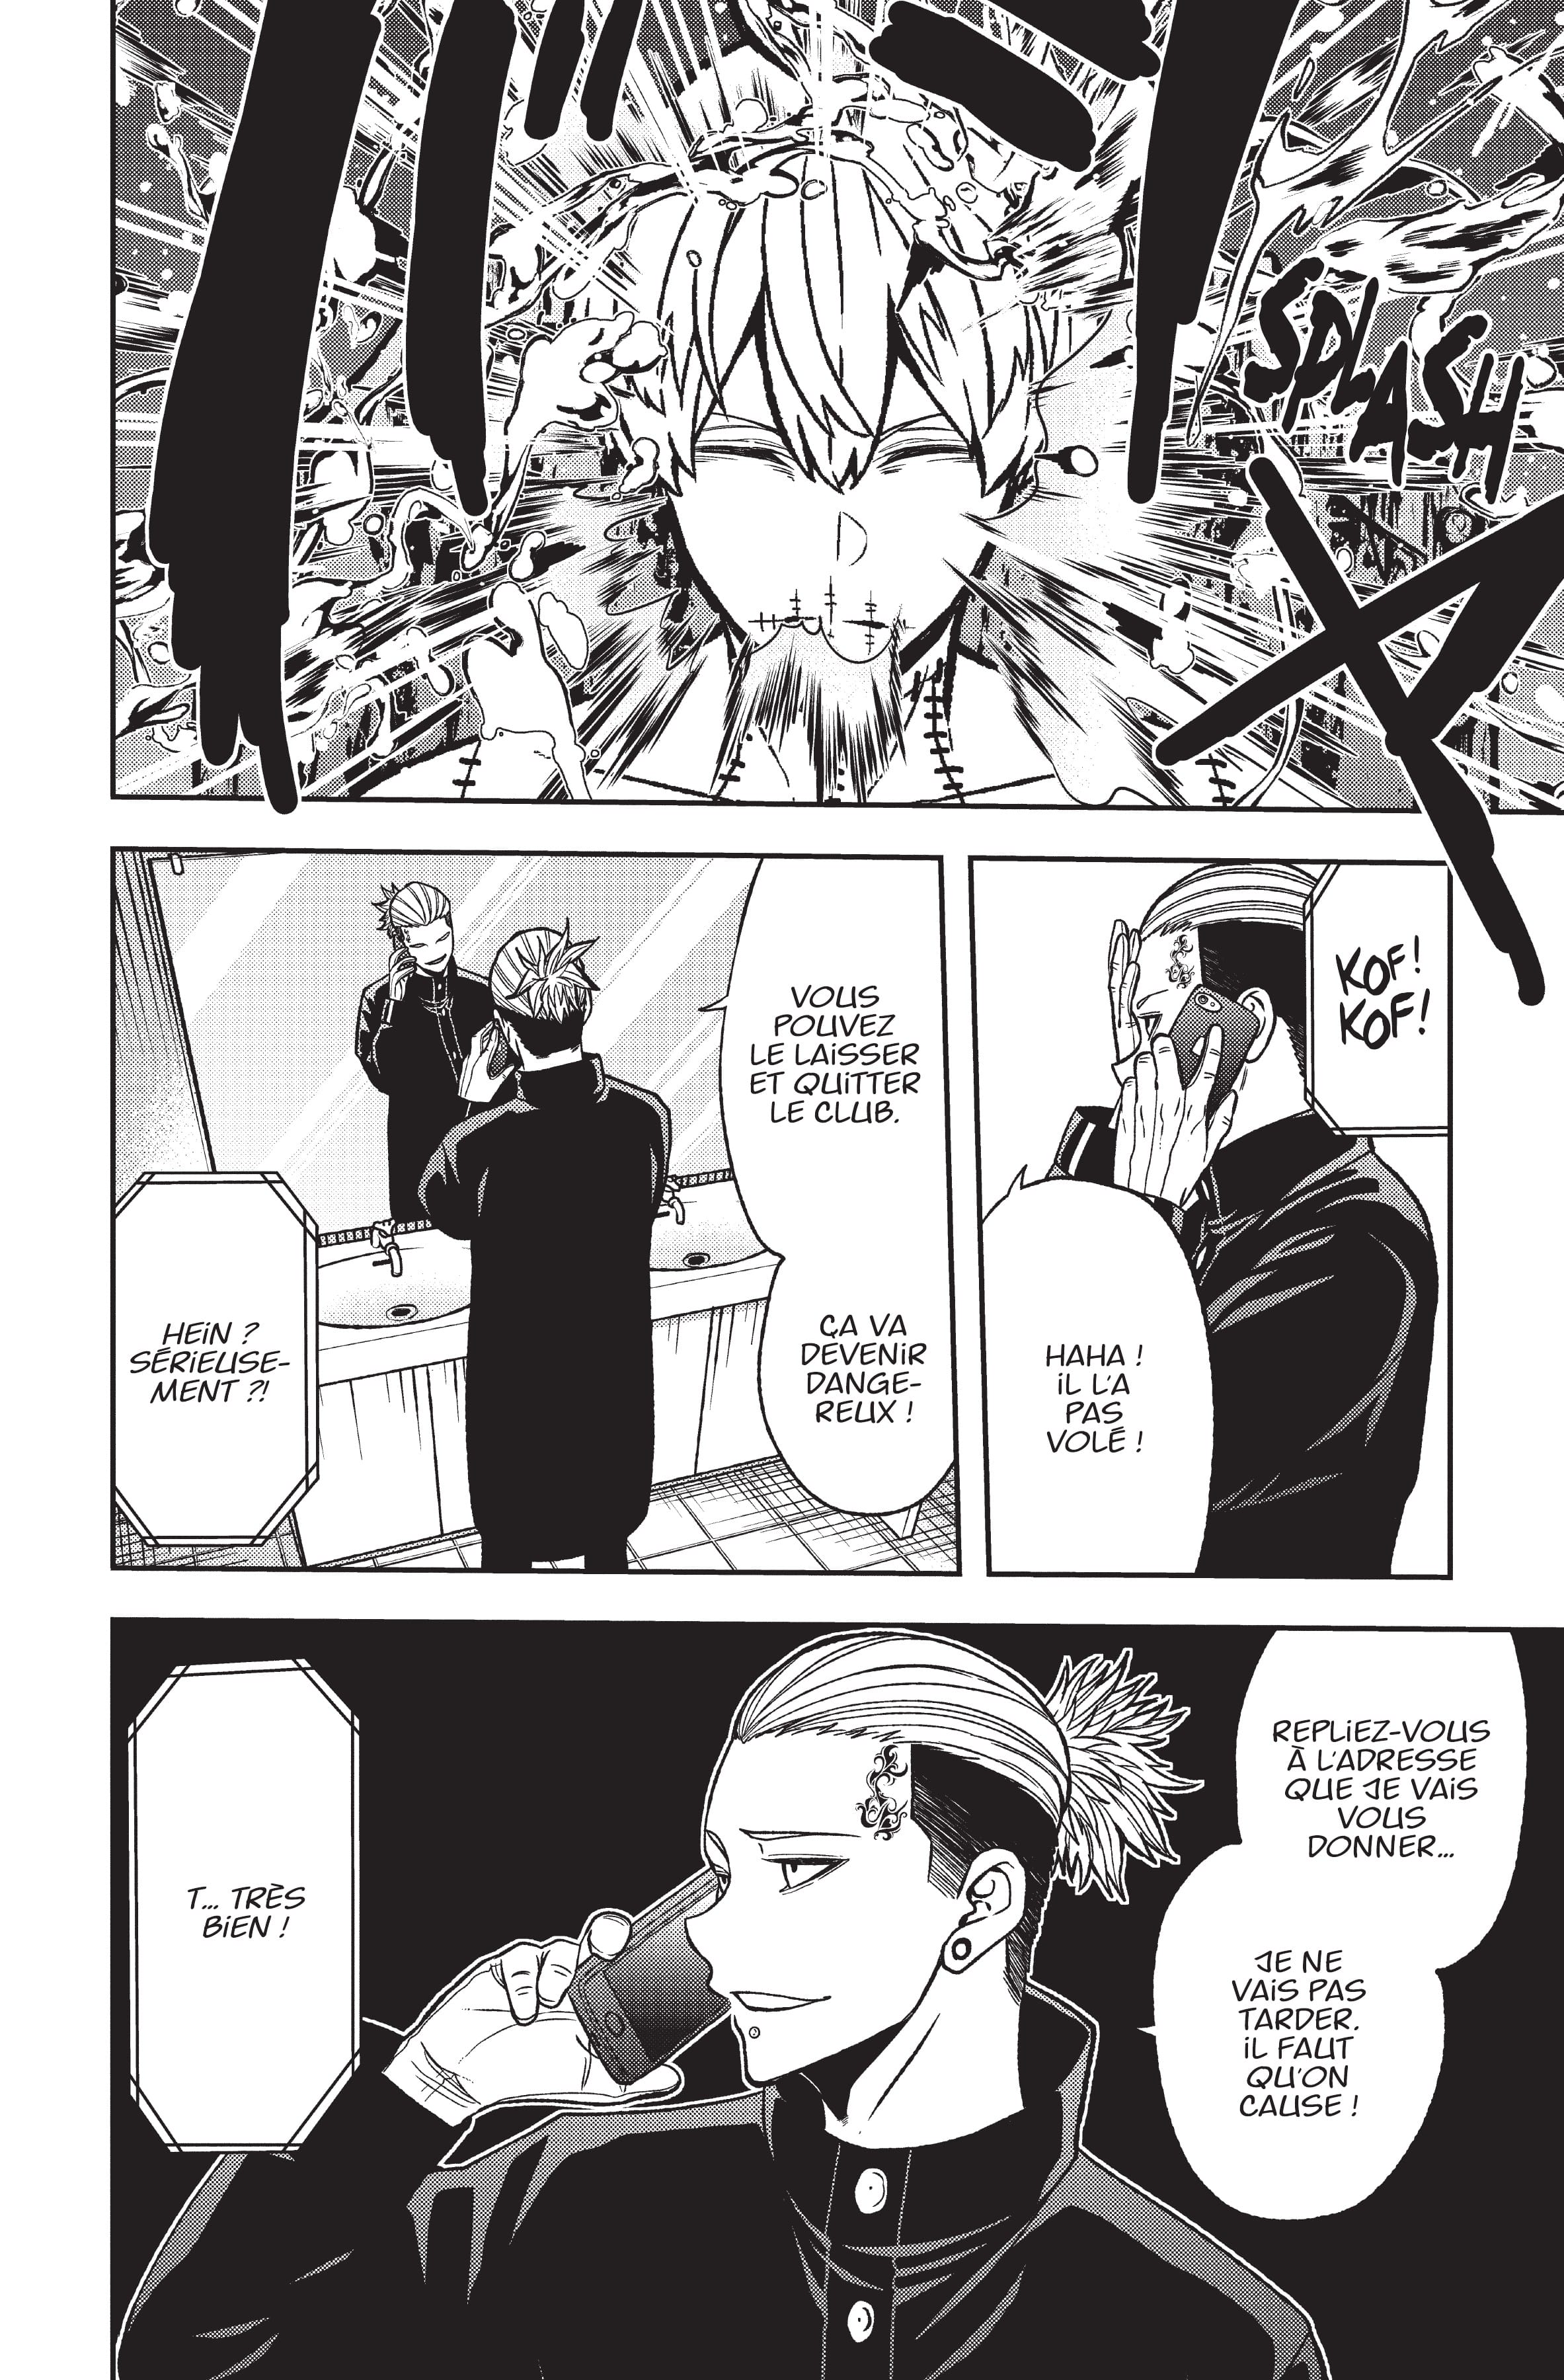 SPLASH
KOF !
KOF !
HAHA !
IL L'A
PAS
VOLÉ !
VOUS
POUVEZ
LE LAISSER
ET QUITTER
LE CLUB.
ÇA VA
DEVENIR
DANGE-
REUX !
HEIN ?
SÉRIEUSE-
MENT ?!
REPLIEZ-VOUS
À L'ADRESSE
QUE JE VAIS
VOUS
DONNER...
JE NE
VAIS PAS
TARDER.
IL FAUT
QU'ON
CAUSE !
T... TRÈS
BIEN !